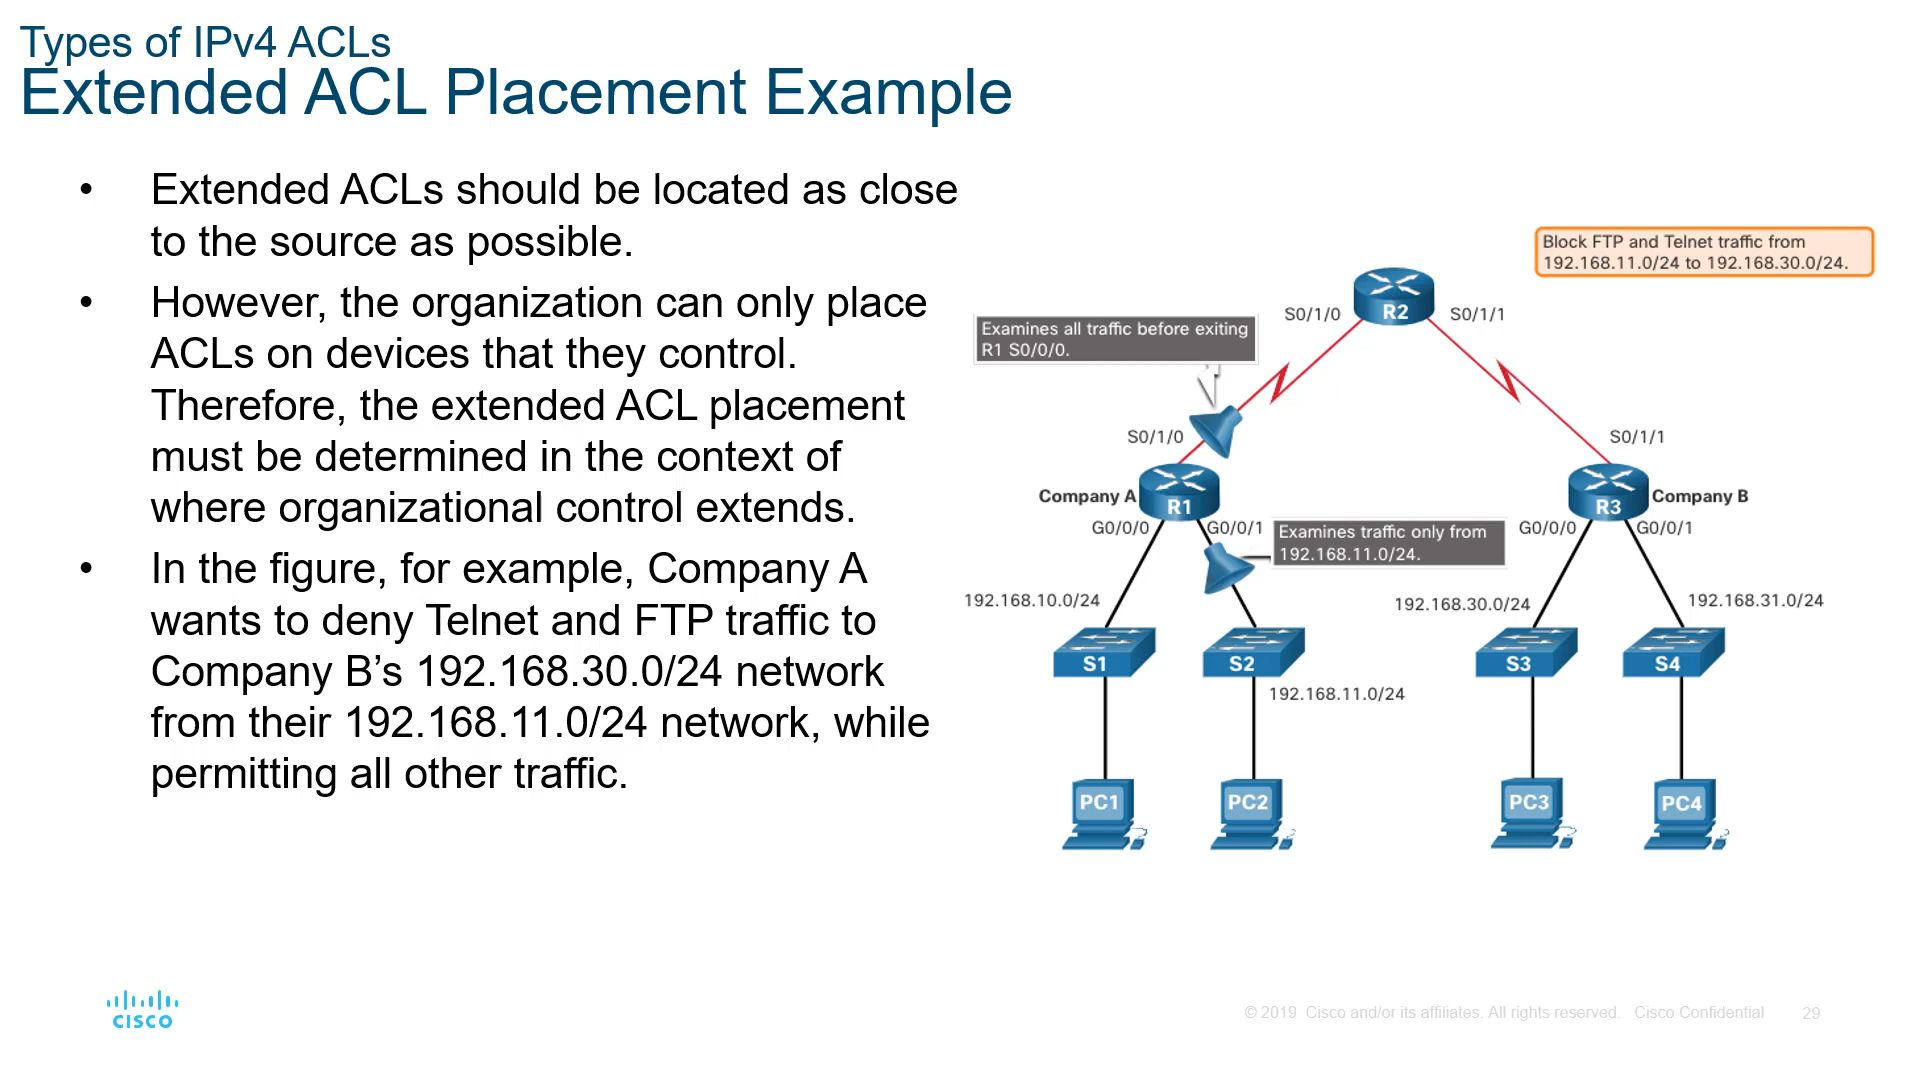 Types of IPv4 ACLs
Extended ACL Placement Example
• Extended ACLs should be located as close
to the source as possible.
• However, the organization can only place
ACLs on devices that they control.
Therefore, the extended ACL placement
must be determined in the context of
where organizational control extends.
• In the figure, for example, Company A
wants to deny Telnet and FTP traffic to
Company B’s 192.168.30.0/24 network
from their 192.168.11.0/24 network, while
permitting all other traffic.
Block FTP and Telnet traffic from
192.168.11.0/24 to 192.168.30.0/24.
S0/1/0
R2
S0/1/1
Examines all traffic before exiting
R1 S0/0/0.
S0/1/0
S0/1/1
Company A
R1
R3
Company B
G0/0/0
G0/0/1
Examines traffic only from
192.168.11.0/24.
G0/0/0
G0/0/1
192.168.10.0/24
192.168.30.0/24
192.168.31.0/24
S1
S2
S3
S4
192.168.11.0/24
PC1
PC2
PC3
PC4
CISCO
© 2019 Cisco and/or its affiliates. All rights reserved. Cisco Confidential
29